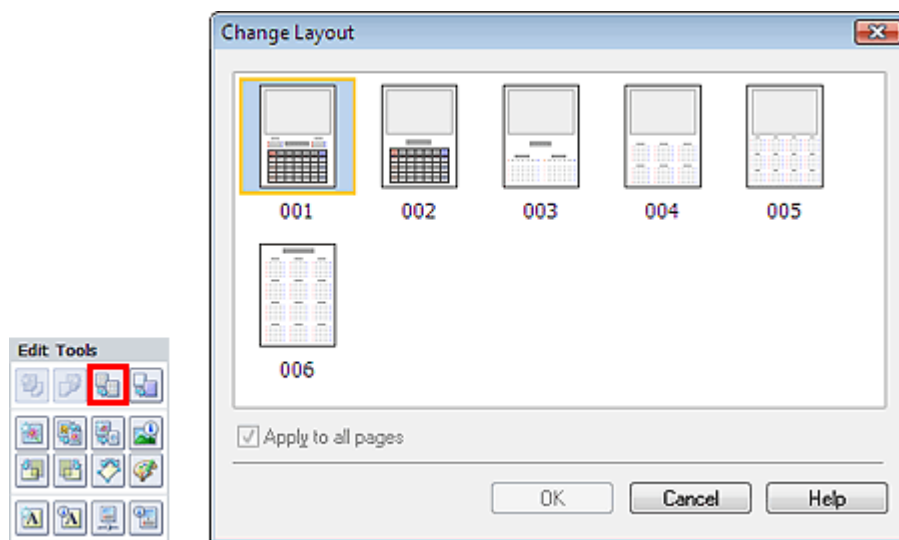 Change Layout
001 002 003 004 005
006
Edit Tools
Apply to all pages
OK Cancel Help